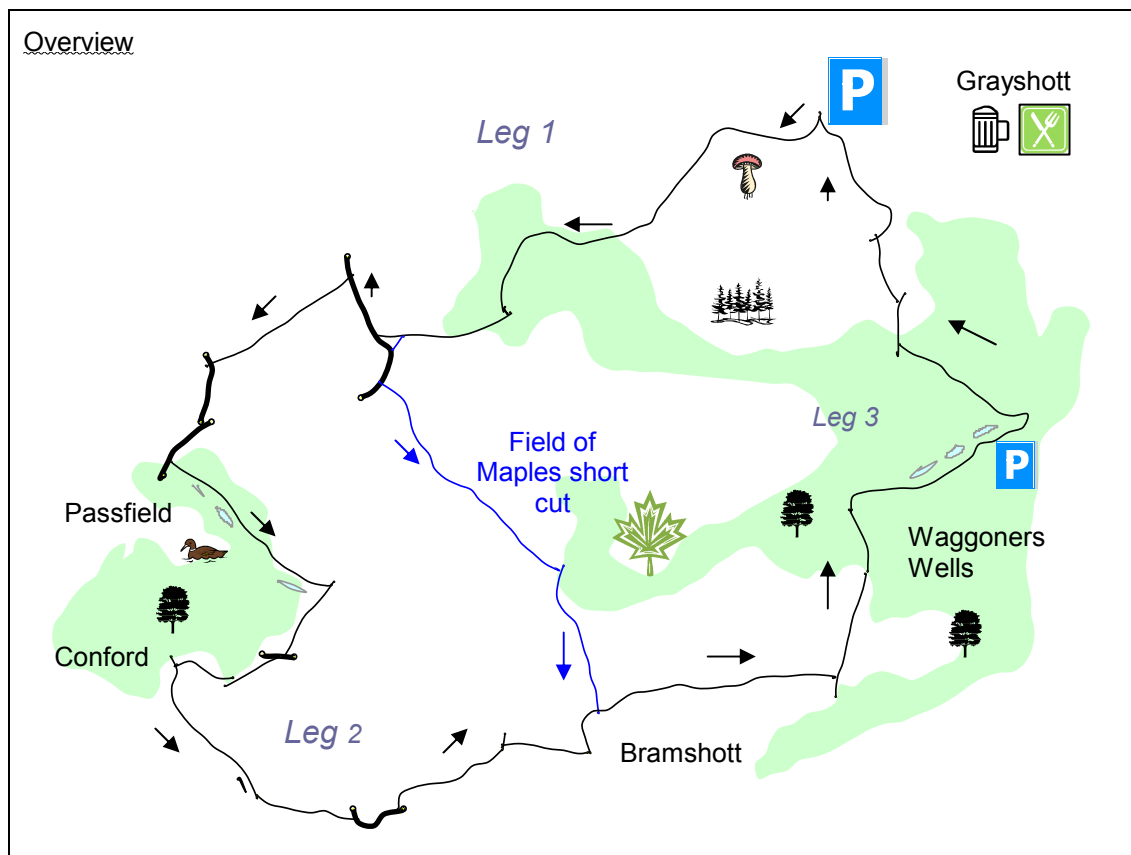 Overview
P
Grayshott
Leg 1
Leg 3
Field of
Maples short
cut
P
Passfield
Waggoners
Wells
Conford
Leg 2
Bramshott